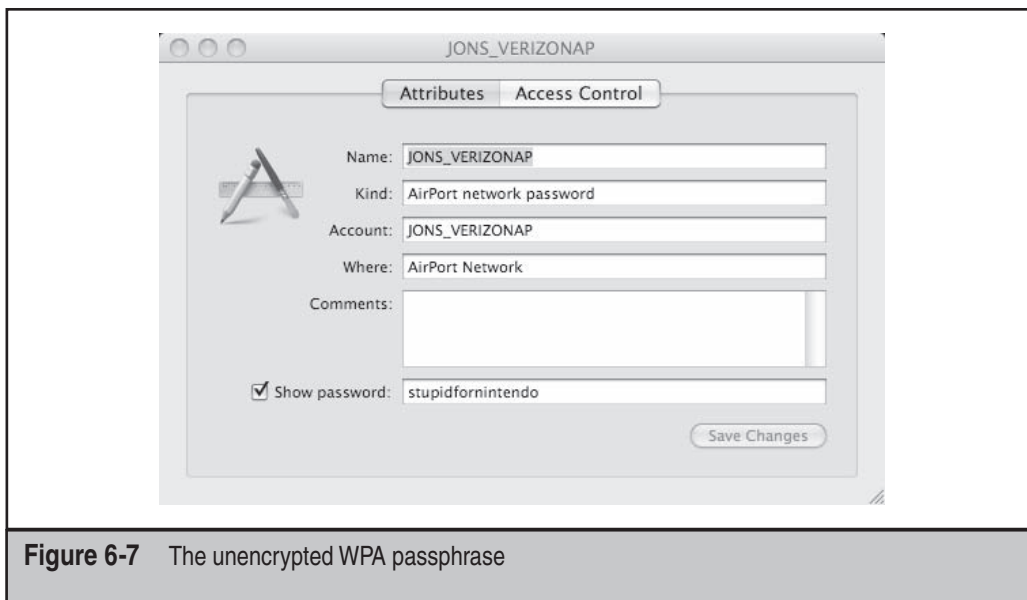 JONS_VERIZONAP
Attributes Access Control
Name: JONS_VERIZONAP
Kind: AirPort network password
Account: JONS_VERIZONAP
Where: AirPort Network
Comments:
Show password: stupidfornintendo
Save Changes
Figure 6-7 The unencrypted WPA passphrase